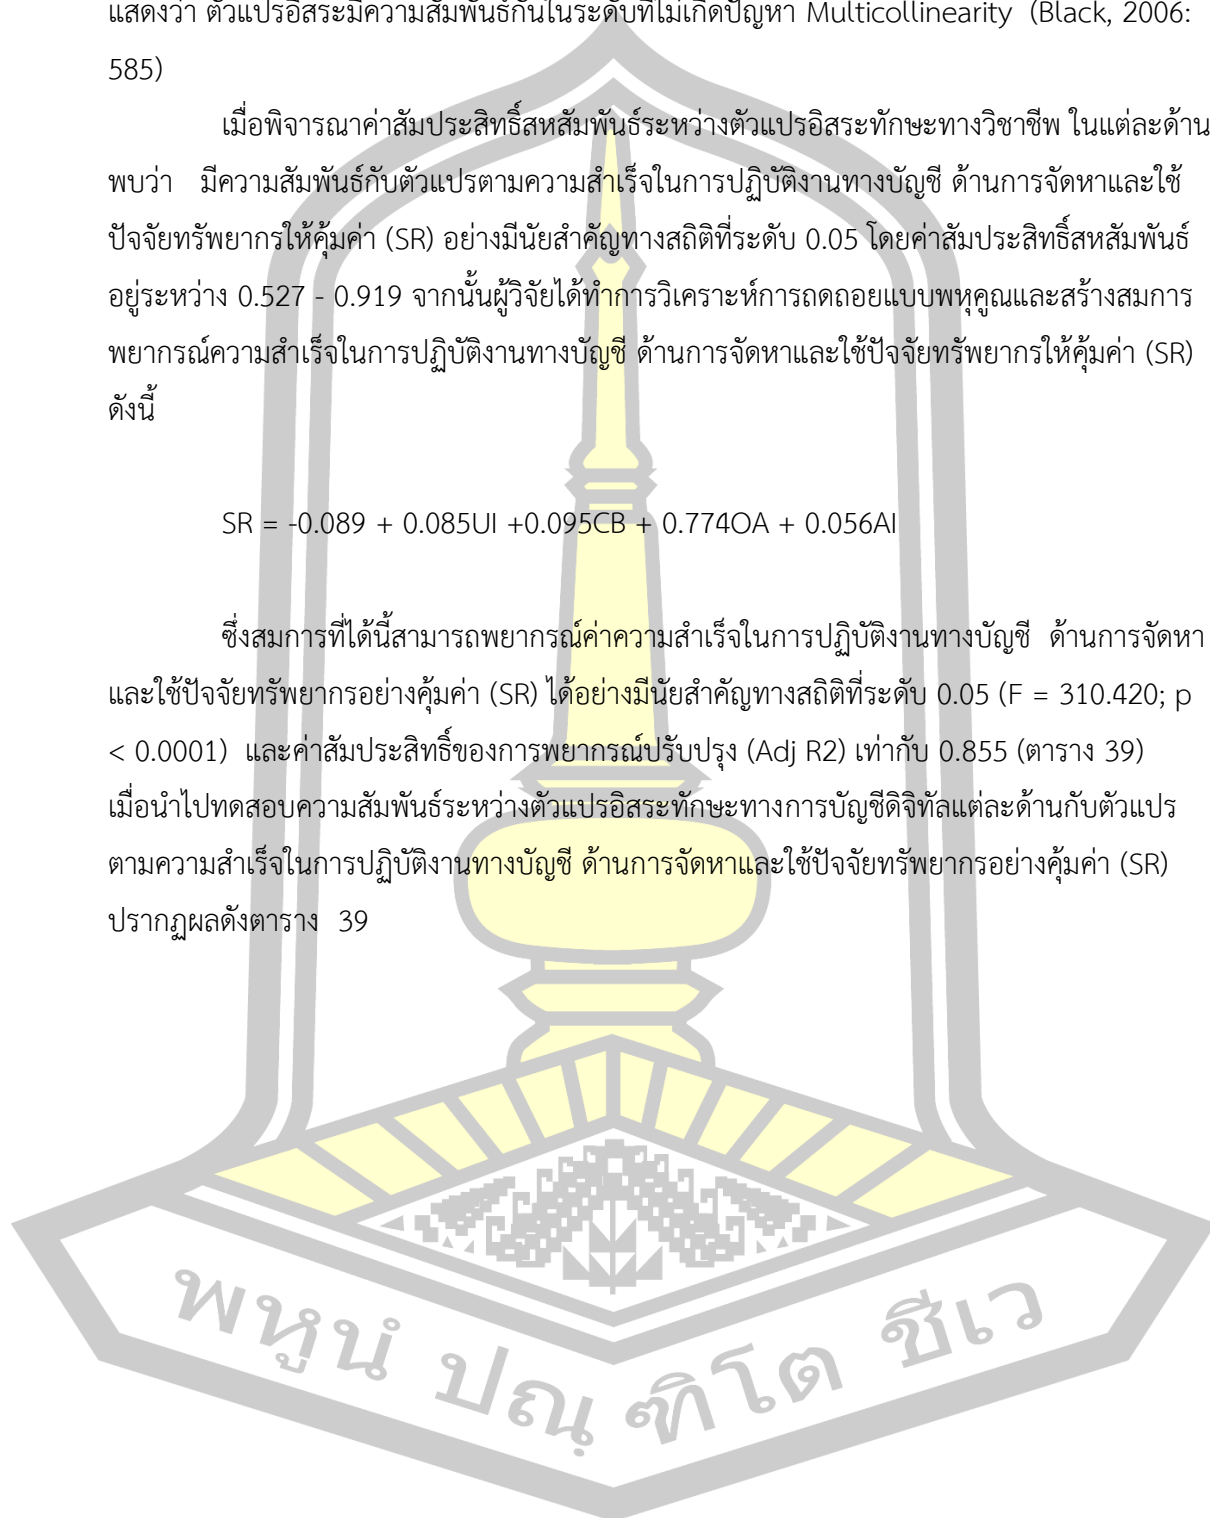 แสดงว่า ตัวแปรอิสระมีความสัมพันธ์กันในระดับที่ไม่เกิดปัญหา Multicollinearity (Black, 2006:
585)
เมื่อพิจารณาค่าสัมประสิทธิ์สหสัมพันธ์ระหว่างตัวแปรอิสระทักษะทางวิชาชีพ ในแต่ละด้าน
พบว่า มีความสัมพันธ์กับตัวแปรตามความสำเร็จในการปฏิบัติงานทางบัญชี ด้านการจัดหาและใช้
ปัจจัยทรัพยากรให้คุ้มค่า (SR) อย่างมีนัยสำคัญทางสถิติที่ระดับ 0.05 โดยค่าสัมประสิทธิ์สหสัมพันธ์
อยู่ระหว่าง 0.527 - 0.919 จากนั้นผู้วิจัยได้ทำการวิเคราะห์การถดถอยแบบพหุคูณและสร้างสมการ
พยากรณ์ความสำเร็จในการปฏิบัติงานทางบัญชี ด้านการจัดหาและใช้ปัจจัยทรัพยากรให้คุ้มค่า (SR)
ดังนี้
SR = -0.089 + 0.085UI +0.095CB + 0.774OA + 0.056AI
ซึ่งสมการที่ได้นี้สามารถพยากรณ์ค่าความสำเร็จในการปฏิบัติงานทางบัญชี ด้านการจัดหา
และใช้ปัจจัยทรัพยากรอย่างคุ้มค่า (SR) ได้อย่างมีนัยสำคัญทางสถิติที่ระดับ 0.05 (F = 310.420; p
< 0.0001) และค่าสัมประสิทธิ์ของการพยากรณ์ปรับปรุง (Adj R2) เท่ากับ 0.855 (ตาราง 39)
เมื่อนำไปทดสอบความสัมพันธ์ระหว่างตัวแปรอิสระทักษะทางการบัญชีดิจิทัลแต่ละด้านกับตัวแปร
ตามความสำเร็จในการปฏิบัติงานทางบัญชี ด้านการจัดหาและใช้ปัจจัยทรัพยากรอย่างคุ้มค่า (SR)
ปรากฏผลดังตาราง 39
พหูนํ ปณฺฑิโต ชีเว